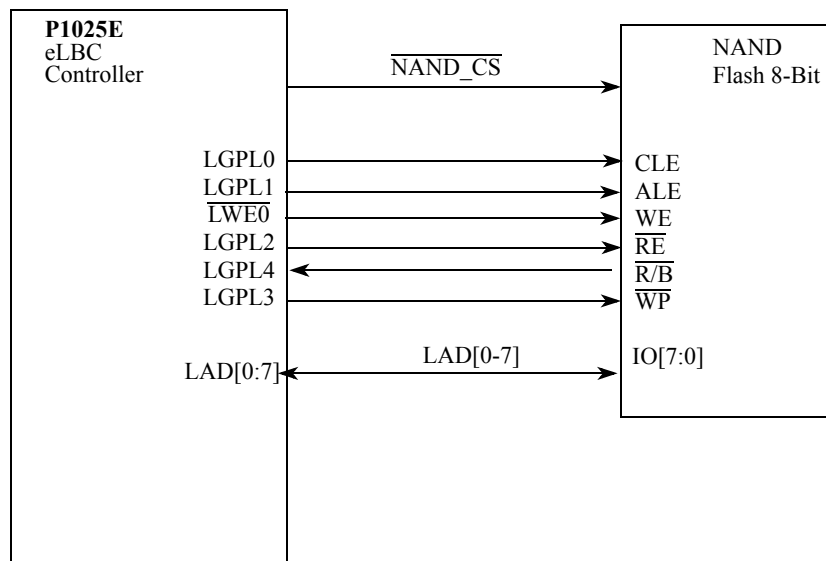 P1025E
eLBC
Controller
NAND_CS
NAND
Flash 8-Bit
LGPL0
CLE
LGPL1
ALE
LWE0
WE
LGPL2
RE
LGPL4
R/B
LGPL3
WP
LAD[0:7]
LAD[0-7]
IO[7:0]